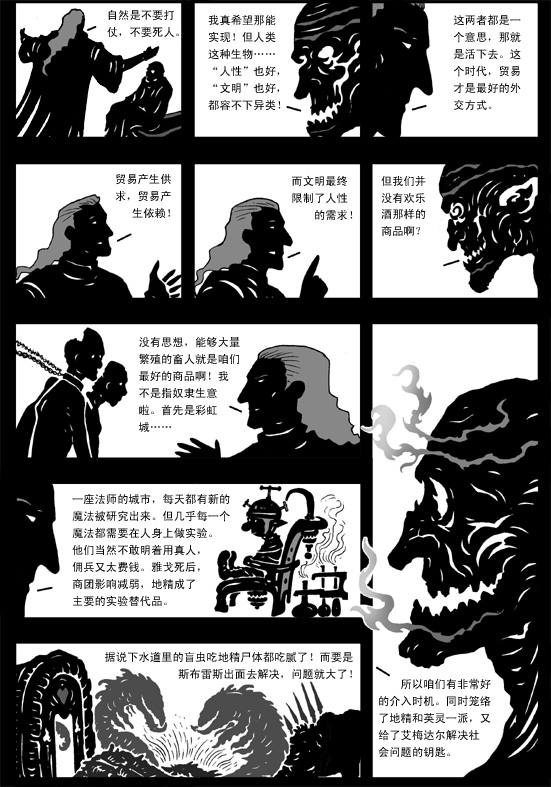 自然是不要打
仗，不要死人。
我真希望那能
实现！但人类
这种生物……
“人性”也好，
“文明”也好，
都容不下异类！
这两者都是一
个意思，那就
是活下去。这
个时代，贸易
才是最好的外
交方式。
贸易产生供
求，贸易产
生依赖！
而文明最终
限制了人性
的需求！
但我们并
没有欢乐
酒那样的
商品啊？
没有思想，能够大量
繁殖的畜人就是咱们
最好的商品啊！我
不是指奴隶生意
啦。首先是彩虹
城……
一座法师的城市，每天都有新的
魔法被研究出来。但几乎每一个
魔法都需要在人身上做实验。
他们当然不敢明着用真人，
佣兵又太费钱。雅戈死后，
商团影响减弱，地精成了
主要的实验替代品。
据说下水道里的盲虫吃地精尸体都吃腻了！而要是
斯布雷斯出面去解决，问题就大了！
所以咱们有非常好
的介入时机。同时笼络
了地精和英灵一派，又
给了艾梅达尔解决社
会问题的钥匙。